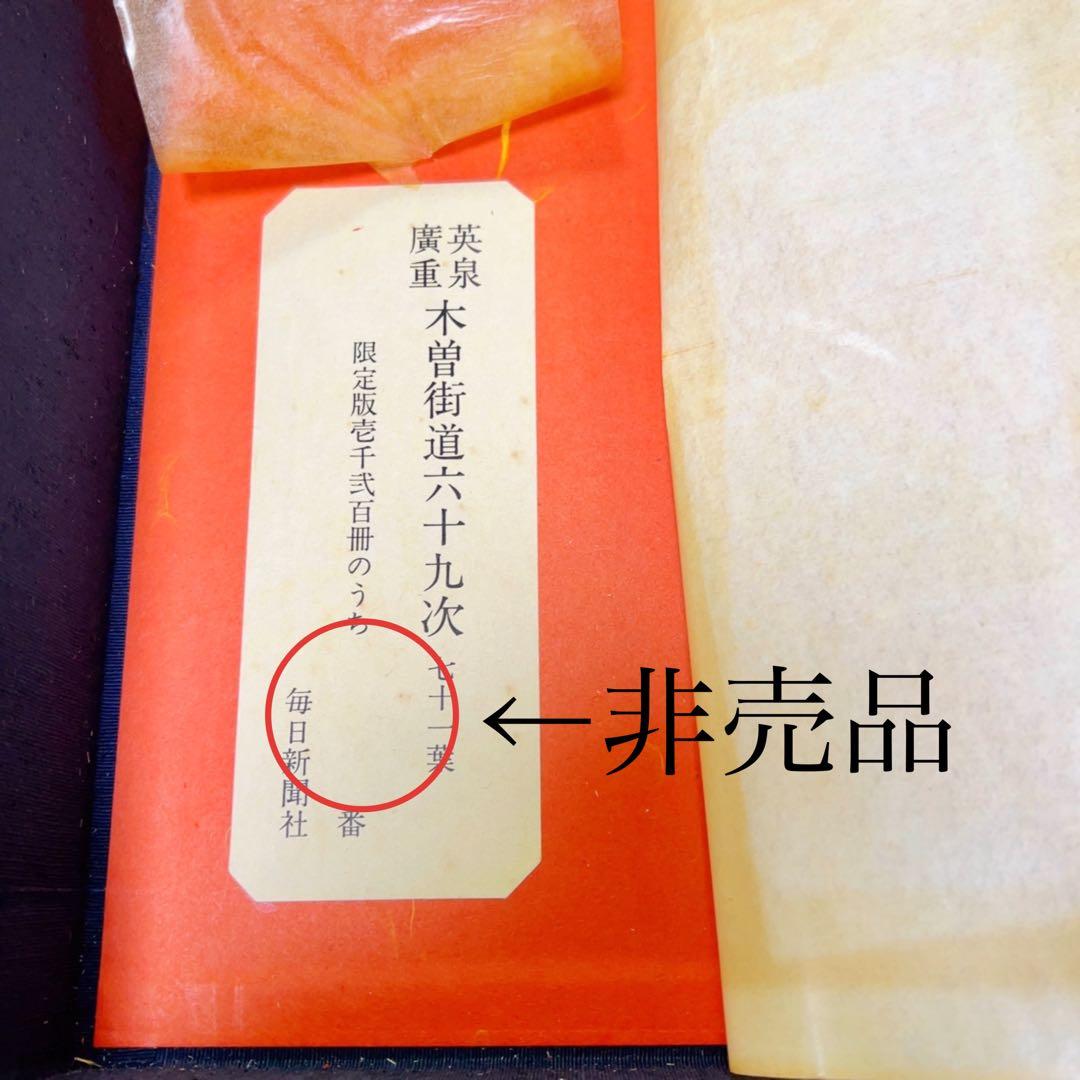 英泉
廣重
木曽街道六十九次 七十一葉
限定版壱千弐百冊のうち 番
毎日新聞社
←非売品